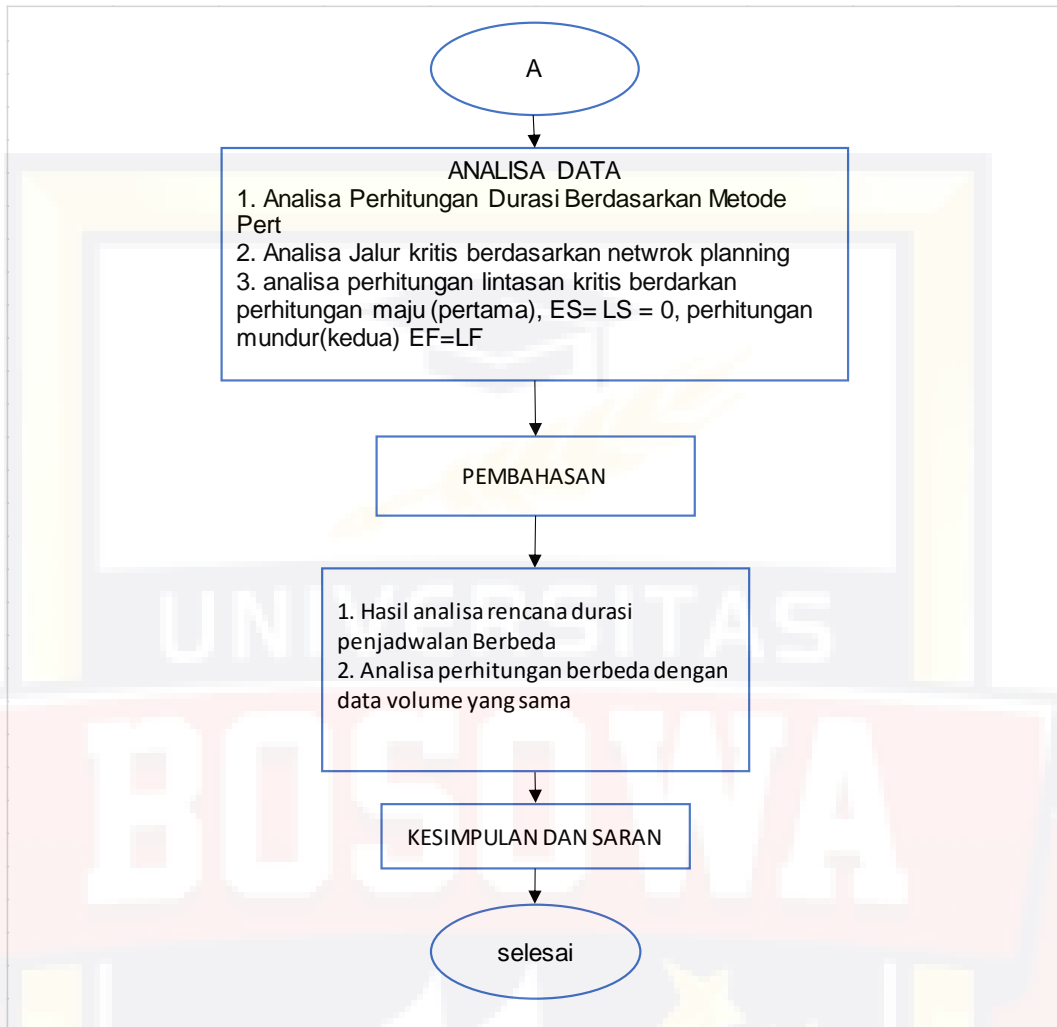 A
ANALISA DATA
1. Analisa Perhitungan Durasi Berdasarkan Metode
Pert
2. Analisa Jalur kritis berdasarkan netwrok planning
3. analisa perhitungan lintasan kritis berdarkan
perhitungan maju (pertama), ES= LS = 0, perhitungan
mundur(kedua) EF=LF
PEMBAHASAN
1. Hasil analisa rencana durasi
penjadwalan Berbeda
2. Analisa perhitungan berbeda dengan
data volume yang sama
UNIVERSITAS
BOSOWA
KESIMPULAN DAN SARAN
selesai